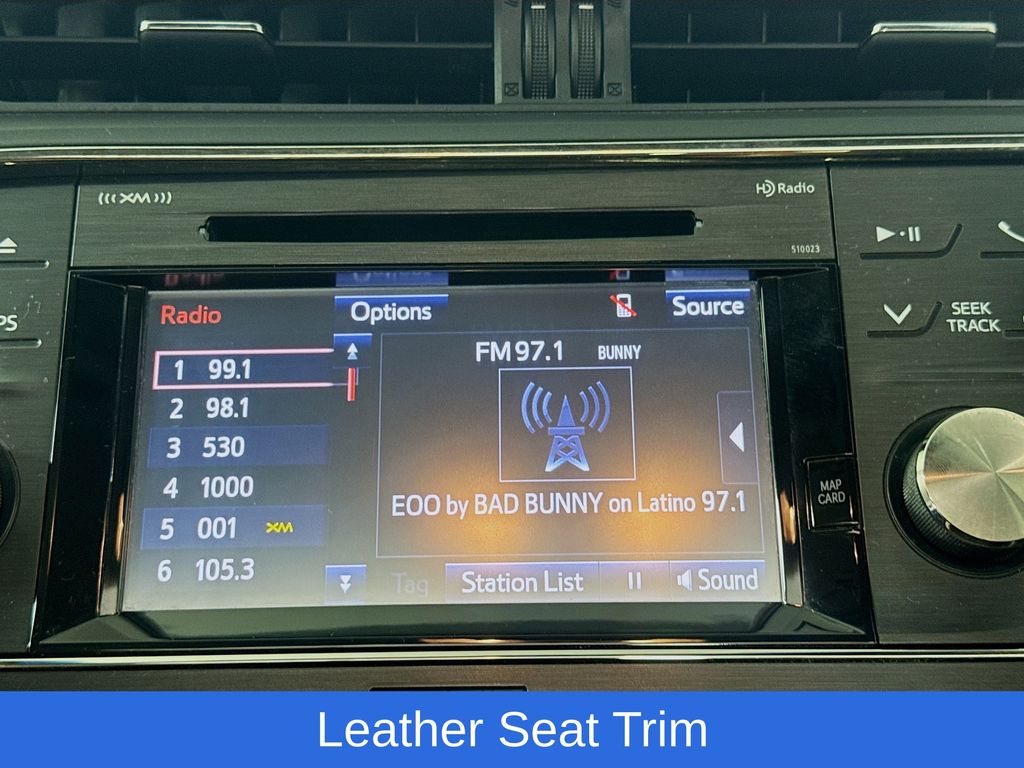 XM
HD Radio
510023
PS
SEEK
TRACK
Radio
Options
Source
1 99.1
2 98.1
3 530
4 1000
5 001 XM
6 105.3
FM 97.1 BUNNY
EOO by BAD BUNNY on Latino 97.1
Tag
Station List
Sound
MAP
CARD
Leather Seat Trim